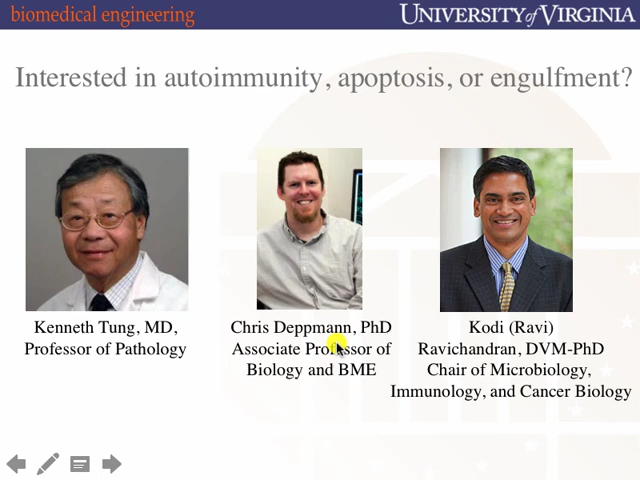 biomedical engineering
UNIVERSITY of VIRGINIA
Interested in autoimmunity, apoptosis, or engulfment?
Kenneth Tung, MD,
Professor of Pathology
Chris Deppmann, PhD
Associate Professor of
Biology and BME
Kodi (Ravi)
Ravichandran, DVM-PhD
Chair of Microbiology,
Immunology, and Cancer Biology